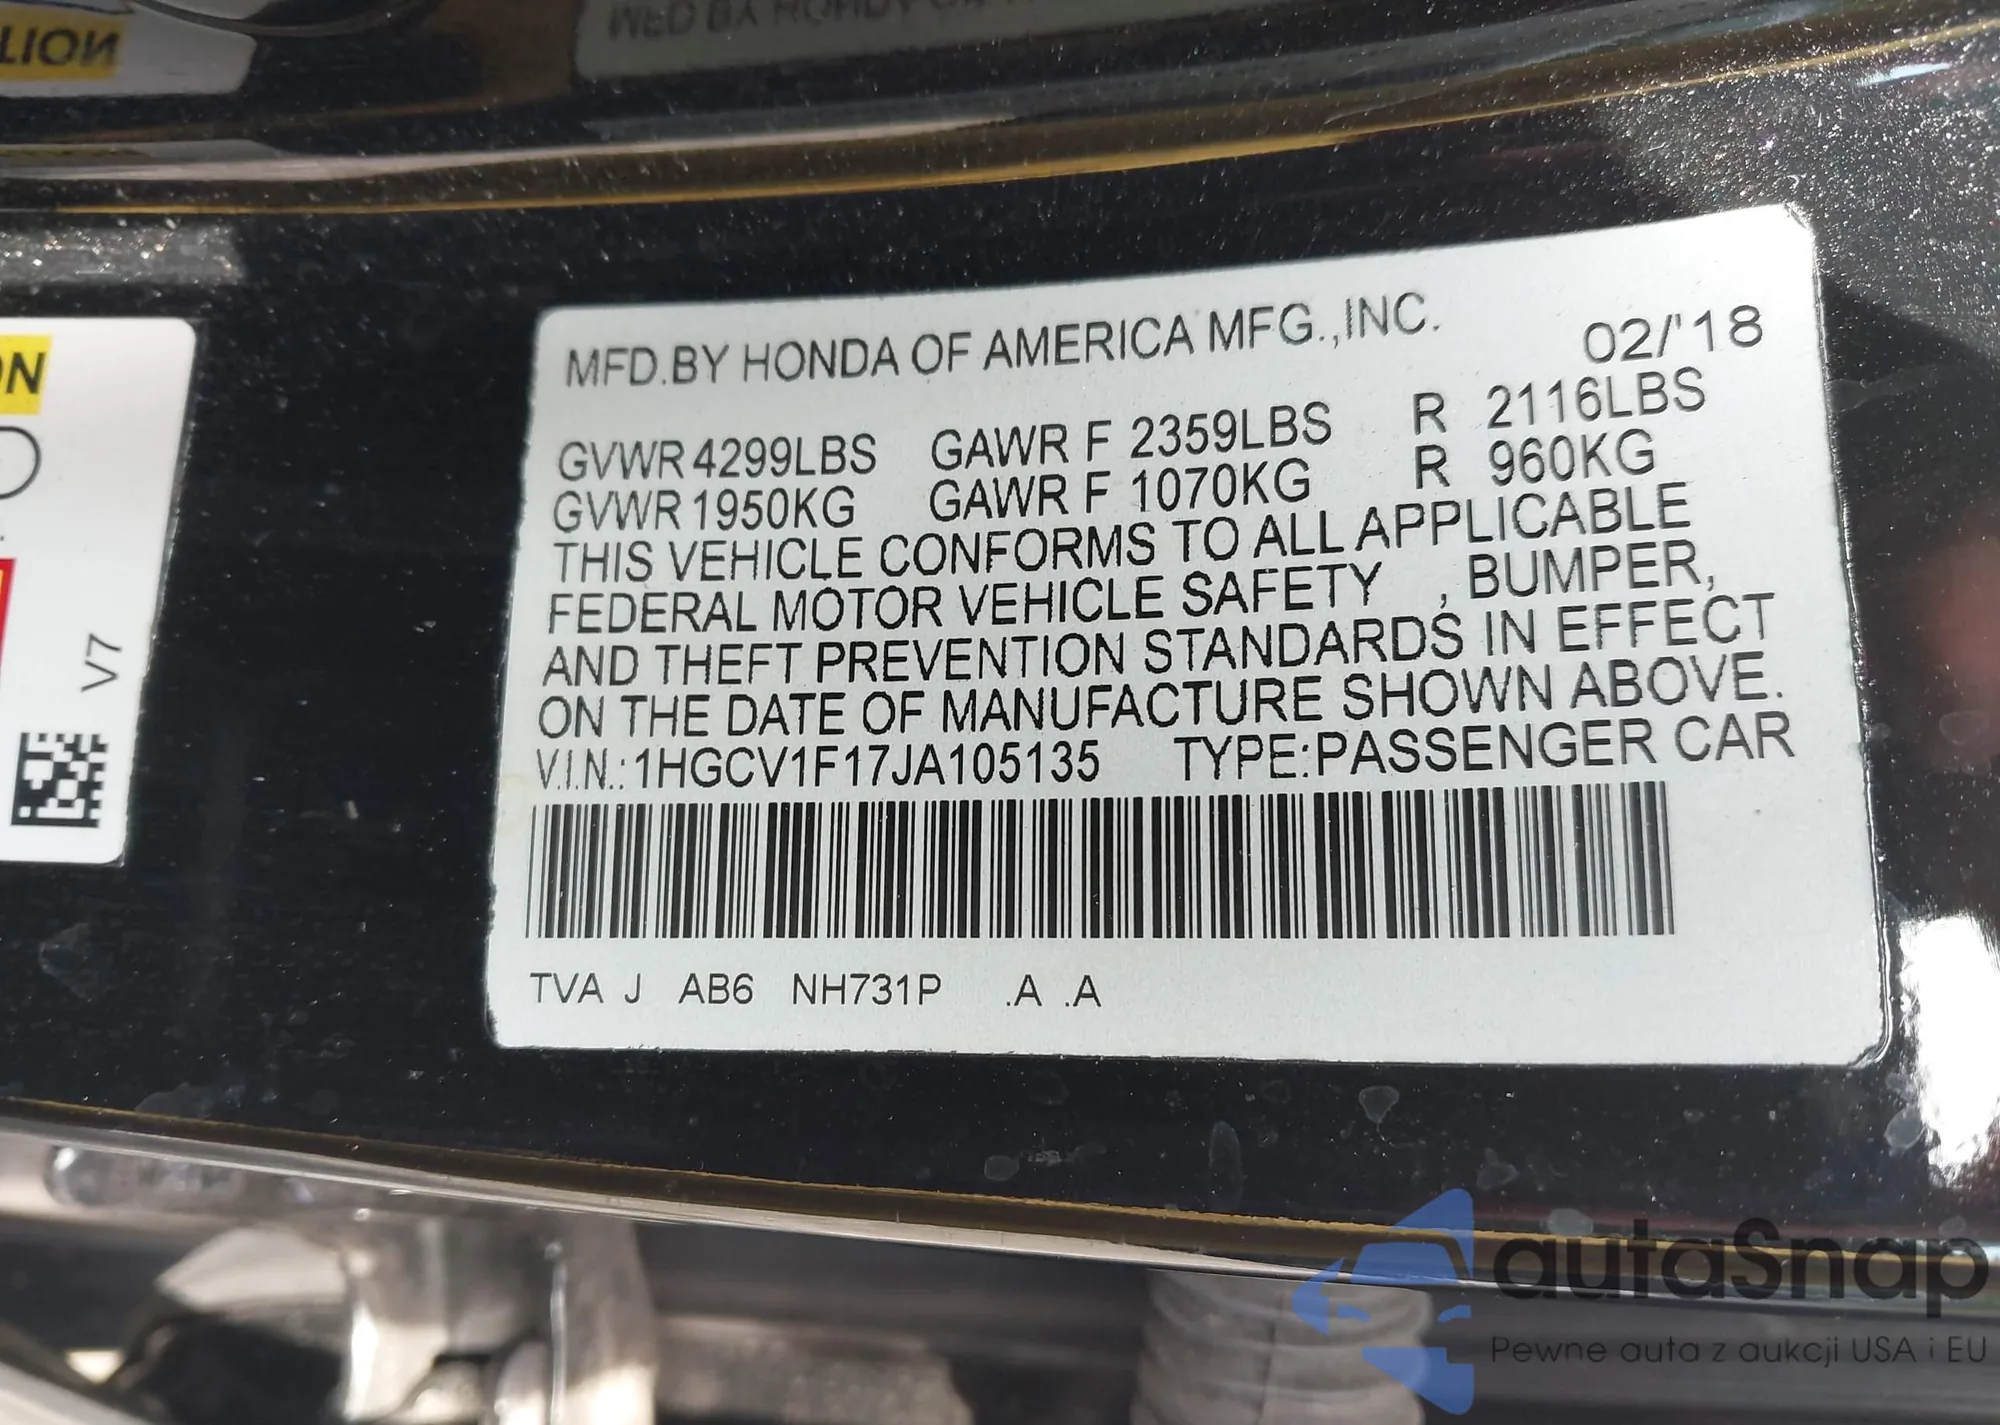 ON
V7
MFD.BY HONDA OF AMERICA MFG.,INC.
02/'18
GVWR 4299LBS GAWR F 2359LBS R 2116LBS
GVWR 1950KG GAWR F 1070KG R 960KG
THIS VEHICLE CONFORMS TO ALL APPLICABLE
FEDERAL MOTOR VEHICLE SAFETY , BUMPER,
AND THEFT PREVENTION STANDARDS IN EFFECT
ON THE DATE OF MANUFACTURE SHOWN ABOVE.
V.I.N.:1HGCV1F17JA105135 TYPE:PASSENGER CAR
TVA J AB6 NH731P .A .A
autaSnap
Pewne auta z aukcji USA i EU